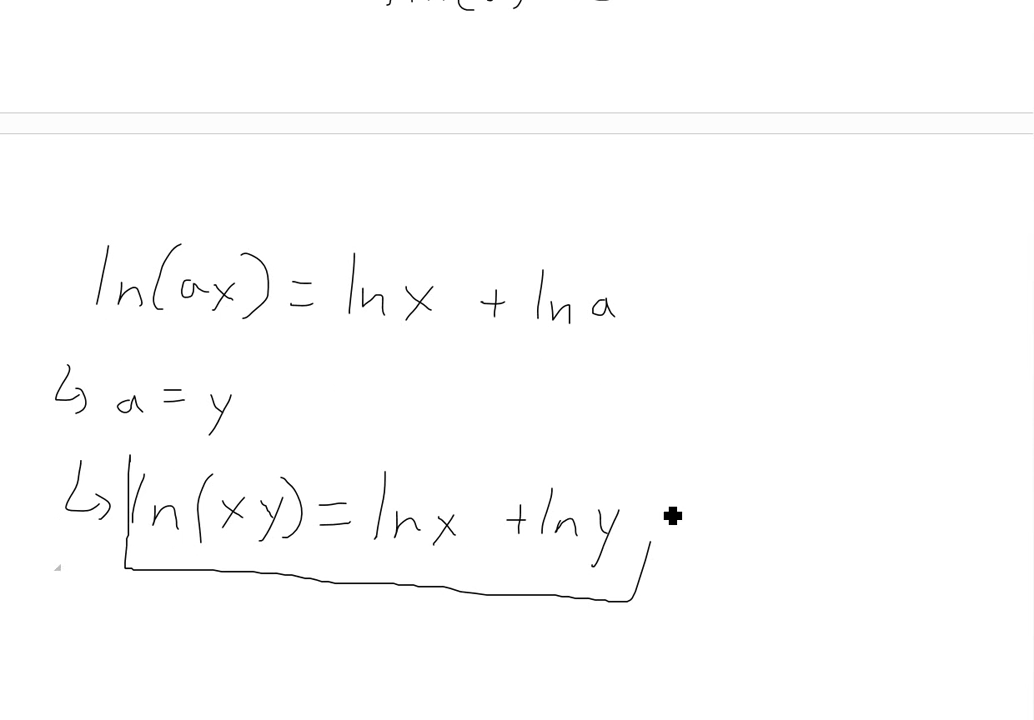 ln(ax) = ln x + ln a
↳ a = y
↳ ln(xy) = ln x + ln y